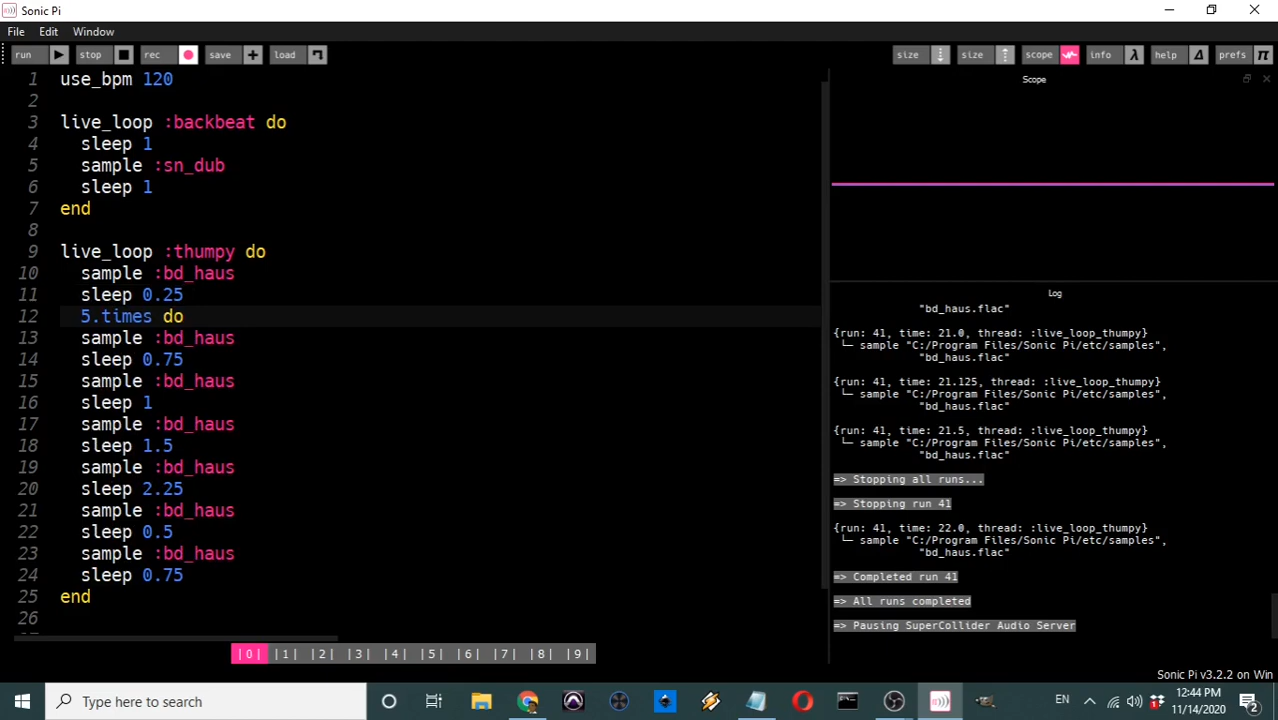 Sonic Pi
File Edit Window
run stop rec save load size size scope info help prefs
1 use_bpm 120
2
3 live_loop :backbeat do
4 sleep 1
5 sample :sn_dub
6 sleep 1
7 end
8
9 live_loop :thumpy do
10 sample :bd_haus
11 sleep 0.25
12 5.times do
13 sample :bd_haus
14 sleep 0.75
15 sample :bd_haus
16 sleep 1
17 sample :bd_haus
18 sleep 1.5
19 sample :bd_haus
20 sleep 2.25
21 sample :bd_haus
22 sleep 0.5
23 sample :bd_haus
24 sleep 0.75
25 end
26
|0| |1| |2| |3| |4| |5| |6| |7| |8| |9|
Scope
Log
"bd_haus.flac"
{run: 41, time: 21.0, thread: :live_loop_thumpy}
└─ sample "C:/Program Files/Sonic Pi/etc/samples",
"bd_haus.flac"
{run: 41, time: 21.125, thread: :live_loop_thumpy}
└─ sample "C:/Program Files/Sonic Pi/etc/samples",
"bd_haus.flac"
{run: 41, time: 21.5, thread: :live_loop_thumpy}
└─ sample "C:/Program Files/Sonic Pi/etc/samples",
"bd_haus.flac"
=> Stopping all runs...
=> Stopping run 41
{run: 41, time: 22.0, thread: :live_loop_thumpy}
└─ sample "C:/Program Files/Sonic Pi/etc/samples",
"bd_haus.flac"
=> Completed run 41
=> All runs completed
=> Pausing SuperCollider Audio Server
Sonic Pi v3.2.2 on Win
Type here to search
EN
12:44 PM
11/14/2020
2